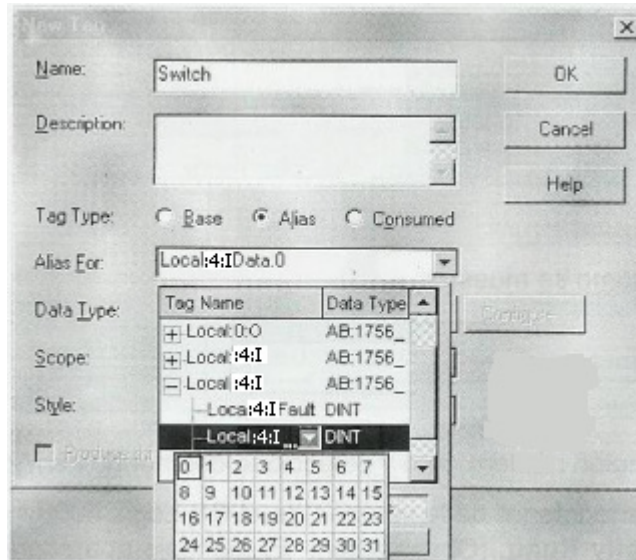 New Tag
Name: Switch OK
Description: Cancel
Help
Tag Type: Base Alias Consumed
Alias For: Local:4:IData.0
Data Type: Tag Name Data Type Configure
Local:0:O AB:1756_
Scope: Local :4:I AB:1756_
Local :4:I AB:1756_
Style: Loca:4:I Fault DINT
Local:4:I ... DINT
Produce
0 1 2 3 4 5 6 7
8 9 10 11 12 13 14 15
16 17 18 19 20 21 22 23
24 25 26 27 28 29 30 31